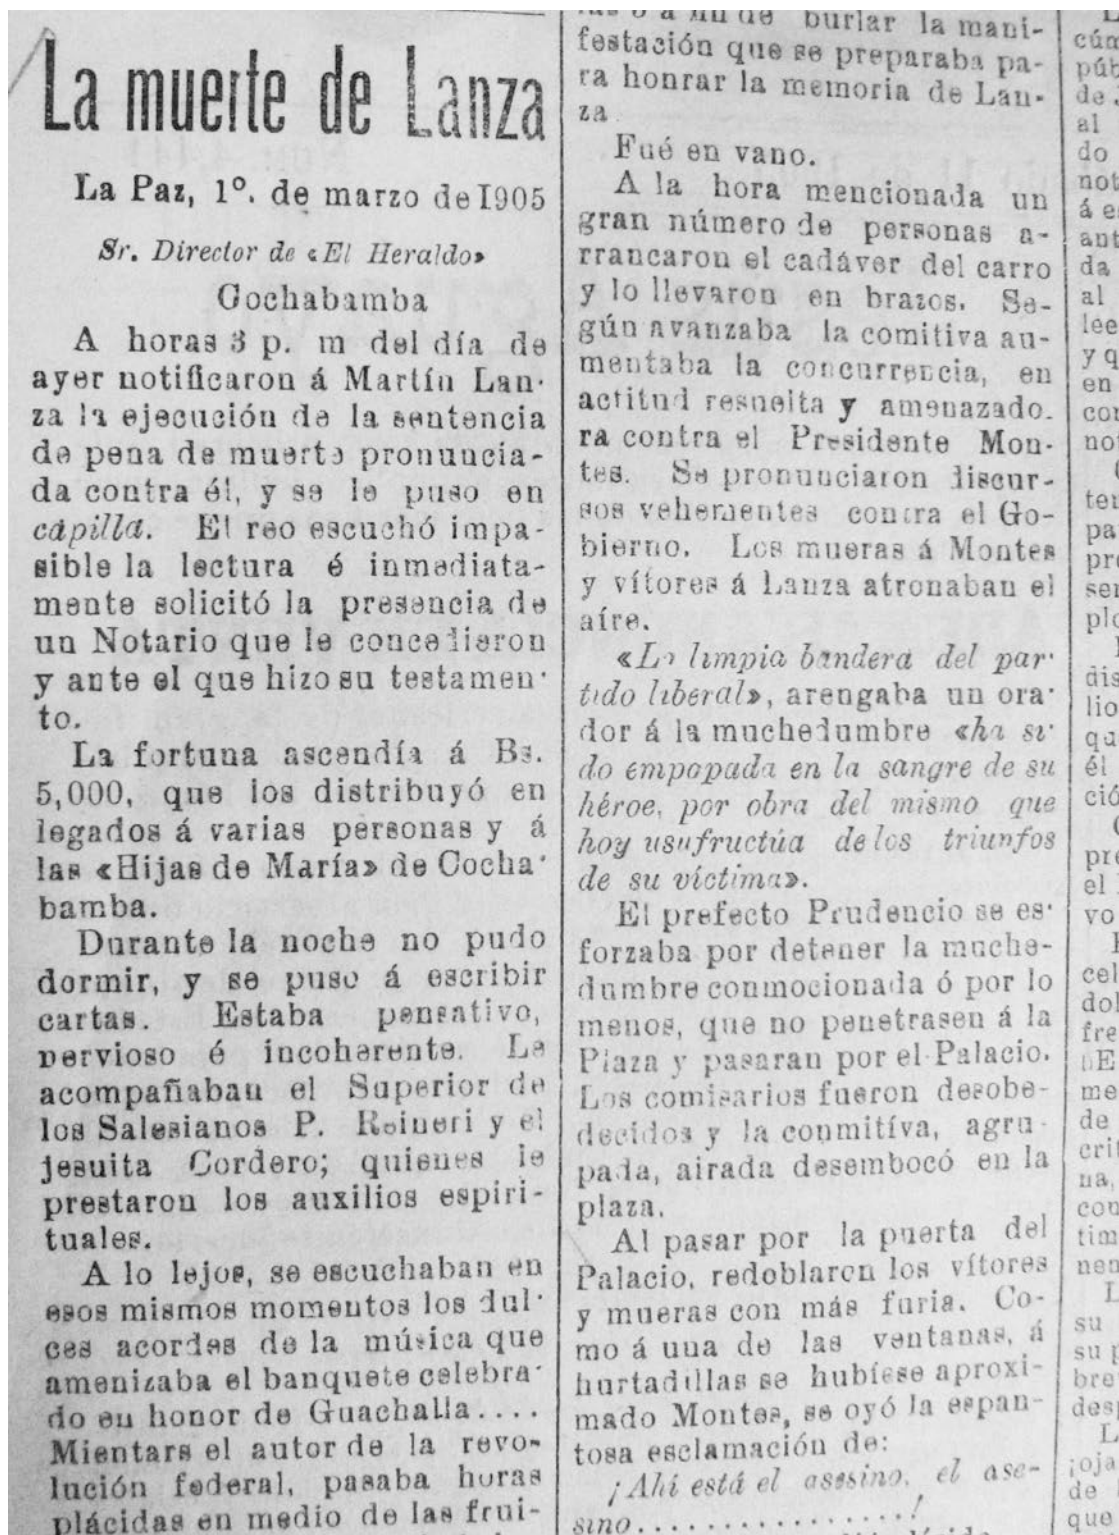 La muerte de Lanza
La Paz, 1º. de marzo de 1905
Sr. Director de «El Heraldo»
Cochabamba
A horas 3 p. m del día de
ayer notificaron á Martín Lan-
za la ejecución de la sentencia
de pena de muerte pronuncia-
da contra él, y se le puso en
capilla. El reo escuchó impa-
sible la lectura é inmediata-
mente solicitó la presencia de
un Notario que le concedieron
y ante el que hizo su testamen-
to.
La fortuna ascendía á Bs.
5,000, que los distribuyó en
legados á varias personas y á
las «Hijas de María» de Cocha-
bamba.
Durante la noche no pudo
dormir, y se puso á escribir
cartas. Estaba pensativo,
nervioso é incoherente. Le
acompañaban el Superior de
los Salesianos P. Reineri y el
jesuita Cordero; quienes le
prestaron los auxilios espiri-
tuales.
A lo lejos, se escuchaban en
esos mismos momentos los dul-
ces acordes de la música que
amenizaba el banquete celebra-
do en honor de Guachalla....
Mientars el autor de la revo-
lución federal, pasaba horas
plácidas en medio de las frui-
burlar la mani-
festación que se preparaba pa-
ra honrar la memoria de Lan-
za
Fué en vano.
A la hora mencionada un
gran número de personas a-
rrancaron el cadáver del carro
y lo llevaron en brazos. Se-
gún avanzaba la comitiva au-
mentaba la concurrencia, en
actitud resuelta y amenazado.
ra contra el Presidente Mon-
tes. Se pronunciaron discur-
sos vehementes contra el Go-
bierno. Los mueras á Montes
y vítores á Lanza atronaban el
aíre.
«La limpia bandera del par-
tido liberal», arengaba un ora-
dor á la muchedumbre «ha si-
do empapada en la sangre de su
héroe, por obra del mismo que
hoy usufructúa de los triunfos
de su víctima».
El prefecto Prudencio se es-
forzaba por detener la muche-
dumbre conmocionada ó por lo
menos, que no penetrasen á la
Plaza y pasaran por el Palacio.
Los comisarios fueron desobe-
decidos y la conmitíva, agru-
pada, airada desembocó en la
plaza.
Al pasar por la puerta del
Palacio, redoblaron los vítores
y mueras con más furia. Co-
mo á una de las ventanas, á
hurtadillas se hubiese aproxi-
mado Montes, se oyó la espan-
tosa esclamación de:
¡Ahí está el asesino, el ase-
sino................!